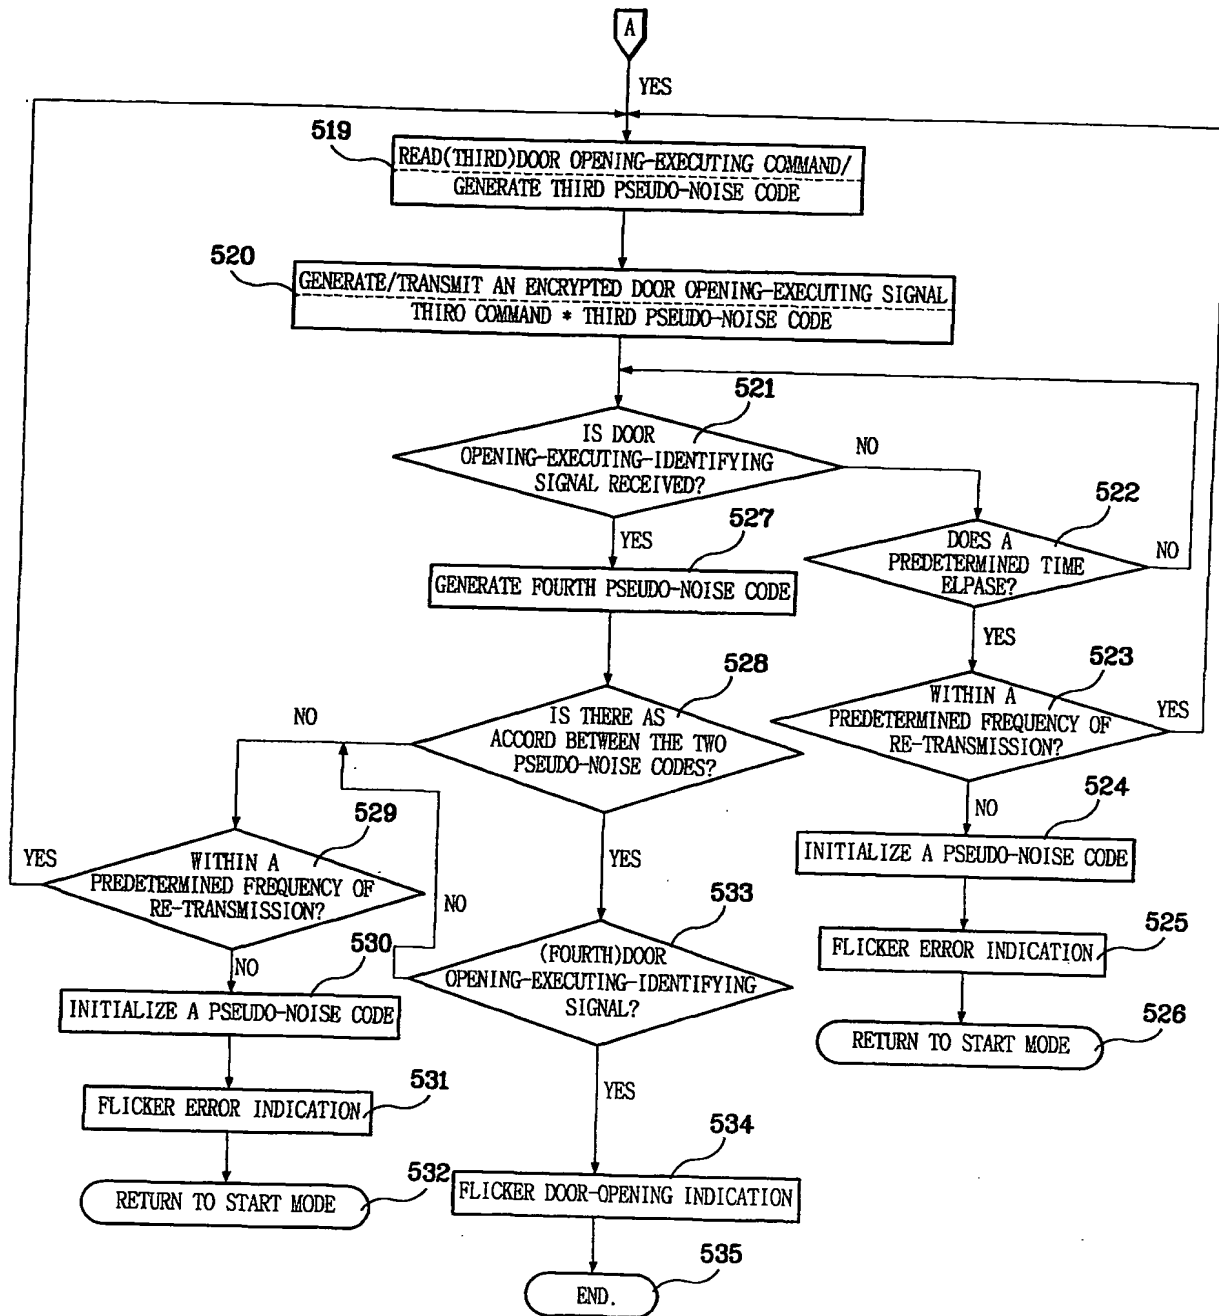 A
YES
519
READ(THIRD)DOOR OPENING-EXECUTING COMMAND/
GENERATE THIRD PSEUDO-NOISE CODE
520
GENERATE/TRANSMIT AN ENCRYPTED DOOR OPENING-EXECUTING SIGNAL
THIRO COMMAND * THIRD PSEUDO-NOISE CODE
521
IS DOOR
OPENING-EXECUTING-IDENTIFYING
SIGNAL RECEIVED?
NO
YES
522
DOES A
PREDETERMINED TIME
ELPASE?
NO
YES
527
GENERATE FOURTH PSEUDO-NOISE CODE
523
WITHIN A
PREDETERMINED FREQUENCY OF
RE-TRANSMISSION?
YES
NO
528
IS THERE AS
ACCORD BETWEEN THE TWO
PSEUDO-NOISE CODES?
NO
YES
524
INITIALIZE A PSEUDO-NOISE CODE
525
FLICKER ERROR INDICATION
526
RETURN TO START MODE
529
WITHIN A
PREDETERMINED FREQUENCY OF
RE-TRANSMISSION?
YES
NO
530
INITIALIZE A PSEUDO-NOISE CODE
531
FLICKER ERROR INDICATION
532
RETURN TO START MODE
533
(FOURTH)DOOR
OPENING-EXECUTING-IDENTIFYING
SIGNAL?
NO
YES
534
FLICKER DOOR-OPENING INDICATION
535
END.